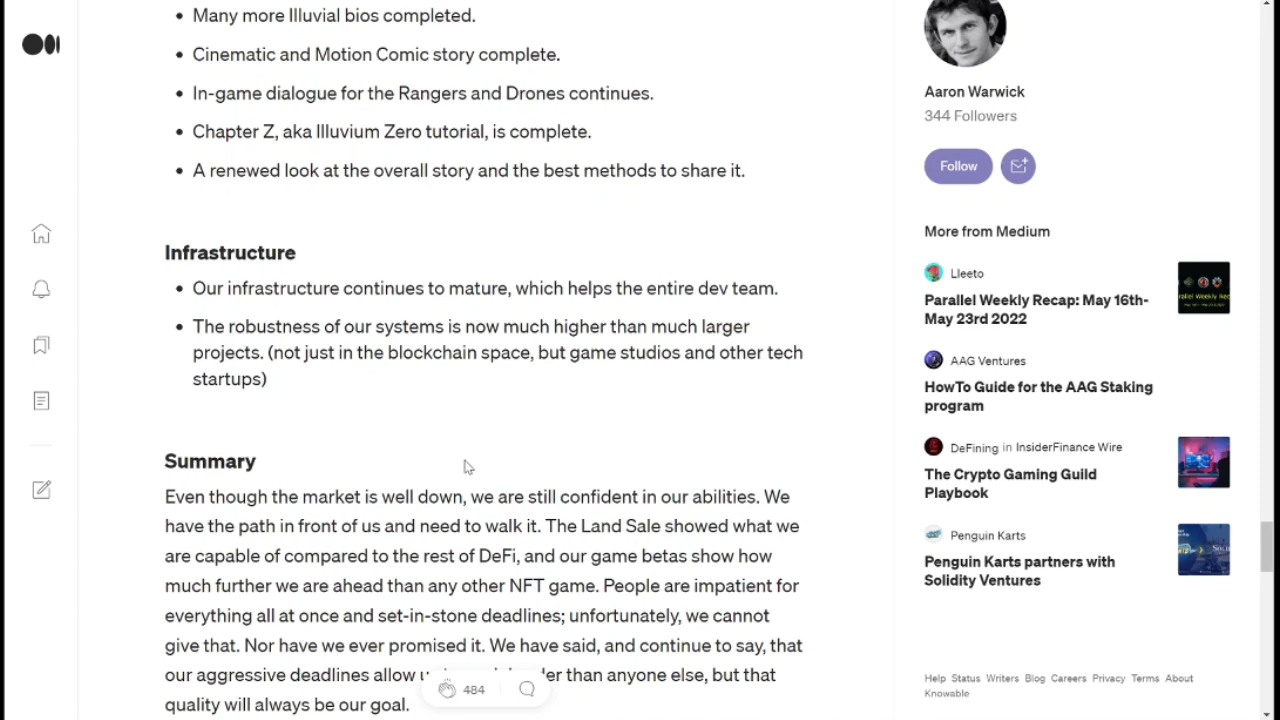 Many more Illuvial bios completed.
Cinematic and Motion Comic story complete.
In-game dialogue for the Rangers and Drones continues.
Chapter Z, aka Illuvium Zero tutorial, is complete.
A renewed look at the overall story and the best methods to share it.
Infrastructure
Our infrastructure continues to mature, which helps the entire dev team.
The robustness of our systems is now much higher than much larger
projects. (not just in the blockchain space, but game studios and other tech
startups)
Summary
Even though the market is well down, we are still confident in our abilities. We
have the path in front of us and need to walk it. The Land Sale showed what we
are capable of compared to the rest of DeFi, and our game betas show how
much further we are ahead than any other NFT game. People are impatient for
everything all at once and set-in-stone deadlines; unfortunately, we cannot
give that. Nor have we ever promised it. We have said, and continue to say, that
our aggressive deadlines allow than anyone else, but that
quality will always be our goal.
484
Aaron Warwick
344 Followers
Follow
More from Medium
Lleeto
Parallel Weekly Recap: May 16th-
May 23rd 2022
AAG Ventures
HowTo Guide for the AAG Staking
program
DeFining in InsiderFinance Wire
The Crypto Gaming Guild
Playbook
Penguin Karts
Penguin Karts partners with
Solidity Ventures
Help Status Writers Blog Careers Privacy Terms About
Knowable